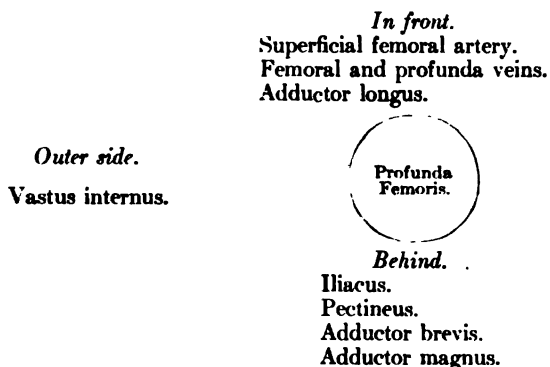 In front.
Superficial femoral artery.
Femoral and profunda veins.
Adductor longus.
Outer side.
Vastus internus.
Profunda
Femoris.
Behind.
Iliacus.
Pectineus.
Adductor brevis.
Adductor magnus.